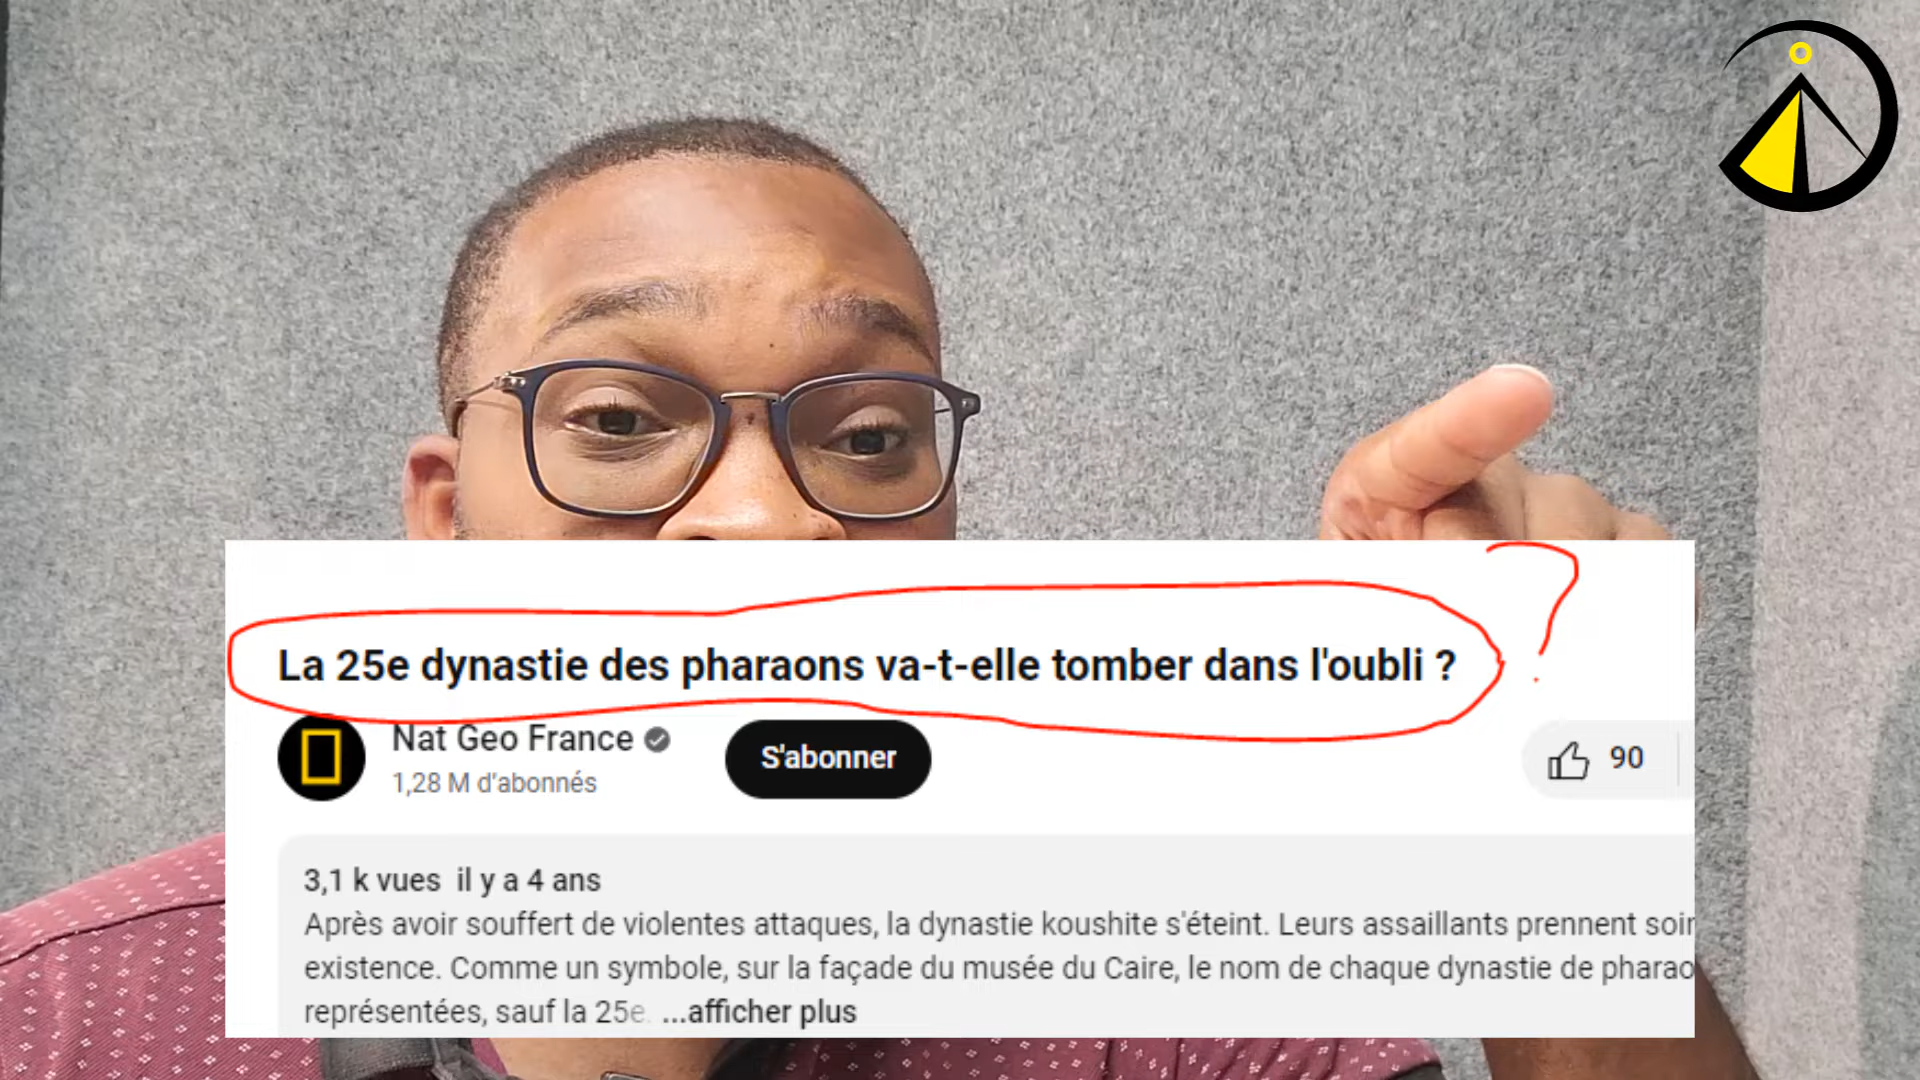 La 25e dynastie des pharaons va-t-elle tomber dans l'oubli ?
Nat Geo France
1,28 M d'abonnés
S'abonner
90
3,1 k vues il y a 4 ans
Après avoir souffert de violentes attaques, la dynastie koushite s'éteint. Leurs assaillants prennent
existence. Comme un symbole, sur la façade du musée du Caire, le nom de chaque dynastie de
représentées, sauf la 25e. ...afficher plus